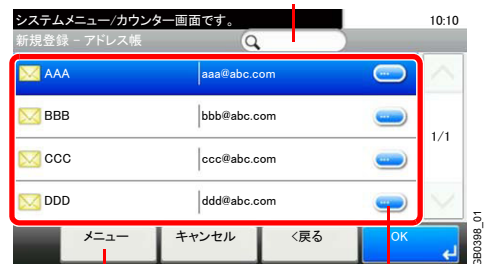 システムメニュー/カウンター画面です。
10:10
新規登録 - アドレス帳
AAA aaa@abc.com
BBB bbb@abc.com
1/1
CCC ccc@abc.com
DDD ddd@abc.com
メニュー キャンセル <戻る OK
GB0398_01